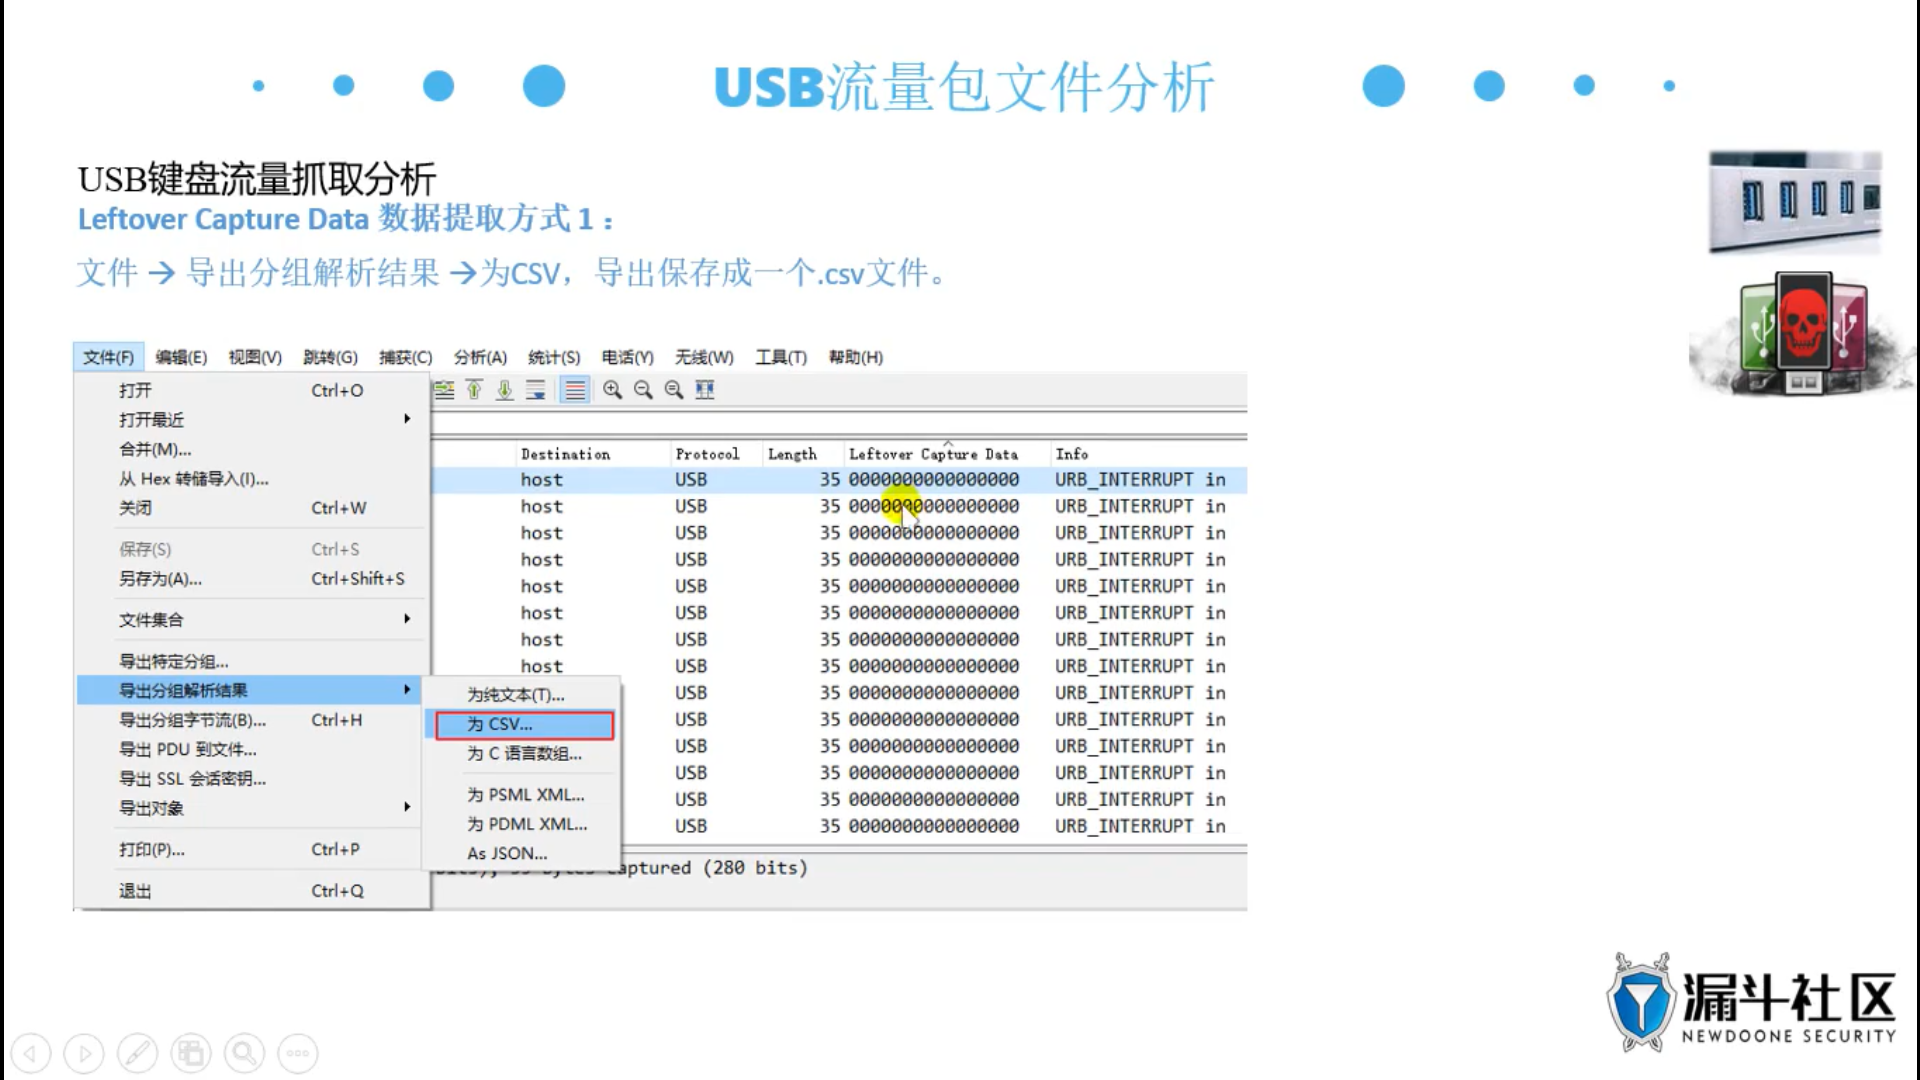 USB流量包文件分析
USB键盘流量抓取分析
Leftover Capture Data 数据提取方式 1：
文件 → 导出分组解析结果 →为CSV，导出保存成一个.csv文件。
文件(F) 编辑(E) 视图(V) 跳转(G) 捕获(C) 分析(A) 统计(S) 电话(Y) 无线(W) 工具(T) 帮助(H)
打开 Ctrl+O
打开最近
合并(M)...
从 Hex 转储导入(I)...
关闭 Ctrl+W
保存(S) Ctrl+S
另存为(A)... Ctrl+Shift+S
文件集合
导出特定分组...
导出分组解析结果
导出分组字节流(B)... Ctrl+H
导出 PDU 到文件...
导出 SSL 会话密钥...
导出对象
打印(P)... Ctrl+P
退出 Ctrl+Q
为纯文本(T)...
为 CSV...
为 C 语言数组...
为 PSML XML...
为 PDML XML...
As JSON...
Destination Protocol Length Leftover Capture Data Info
host USB 35 0000000000000000 URB_INTERRUPT in
host USB 35 0000000000000000 URB_INTERRUPT in
host USB 35 0000000000000000 URB_INTERRUPT in
host USB 35 0000000000000000 URB_INTERRUPT in
host USB 35 0000000000000000 URB_INTERRUPT in
host USB 35 0000000000000000 URB_INTERRUPT in
host USB 35 0000000000000000 URB_INTERRUPT in
host USB 35 0000000000000000 URB_INTERRUPT in
USB 35 0000000000000000 URB_INTERRUPT in
USB 35 0000000000000000 URB_INTERRUPT in
USB 35 0000000000000000 URB_INTERRUPT in
USB 35 0000000000000000 URB_INTERRUPT in
USB 35 0000000000000000 URB_INTERRUPT in
USB 35 0000000000000000 URB_INTERRUPT in
captured (280 bits)
漏斗社区
NEWDOONE SECURITY